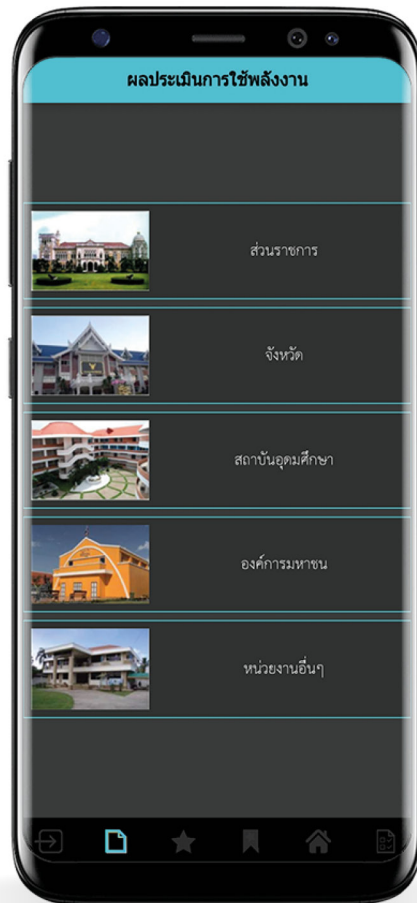 ผลประเมินการใช้พลังงาน
ส่วนราชการ
จังหวัด
สถาบันอุดมศึกษา
องค์การมหาชน
หน่วยงานอื่นๆ